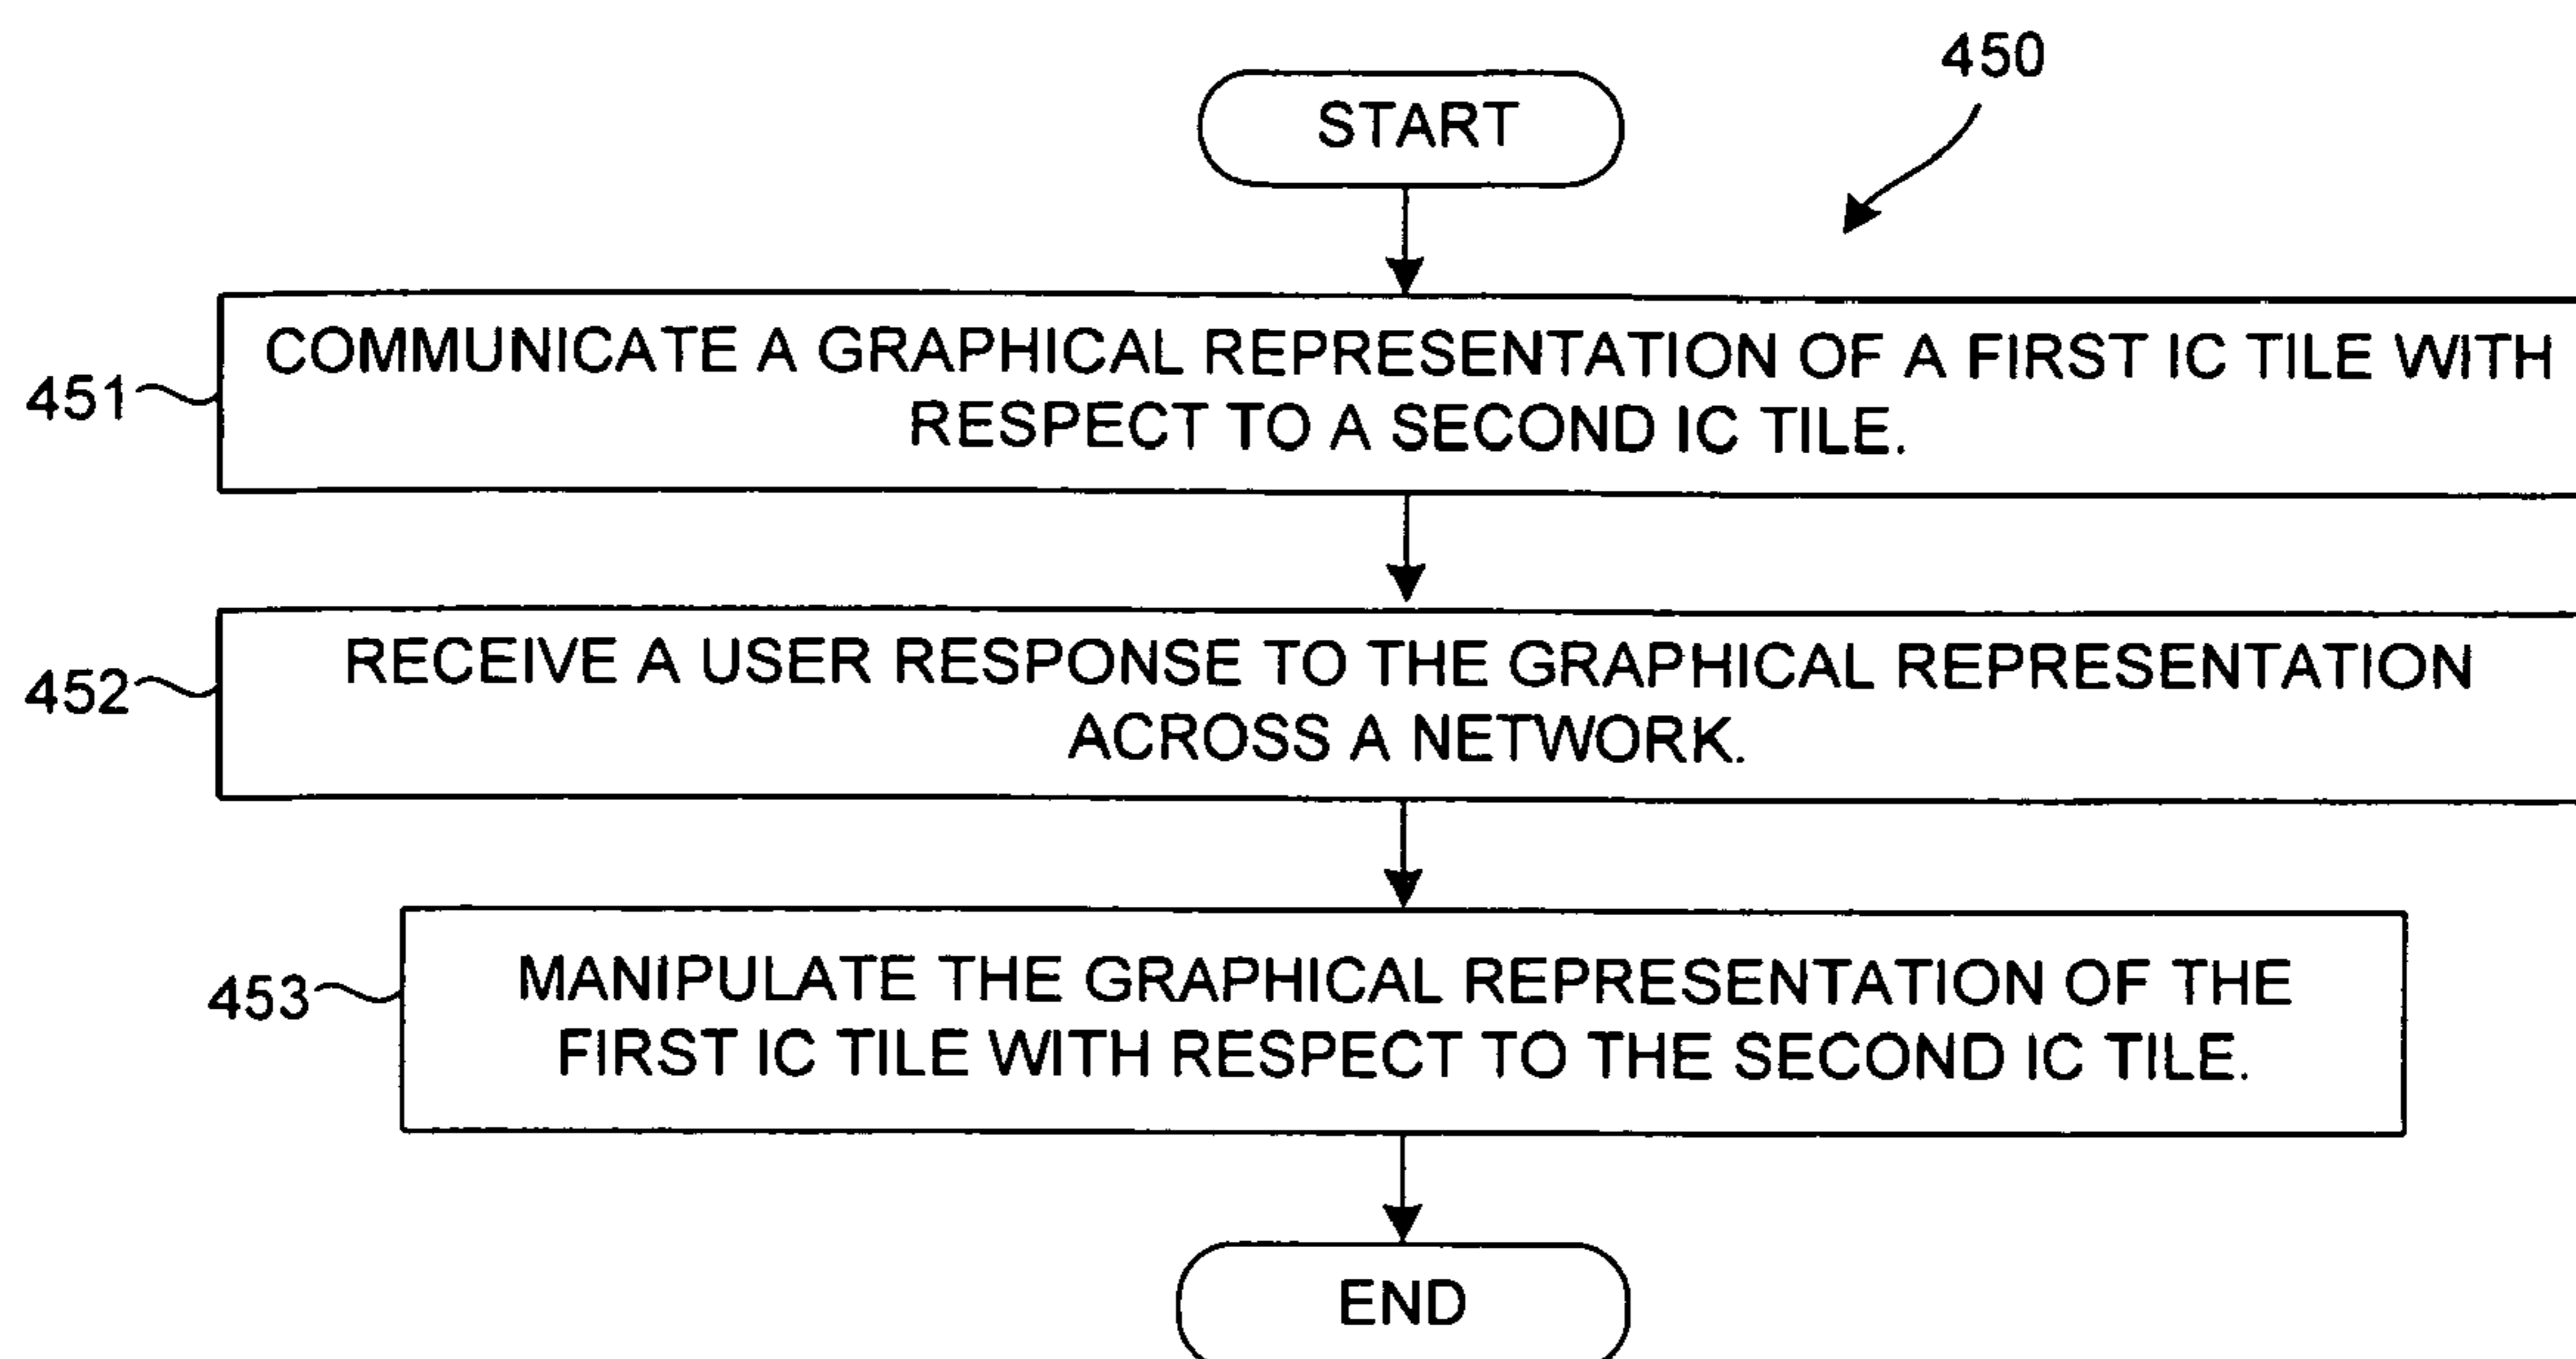 450
START
COMMUNICATE A GRAPHICAL REPRESENTATION OF A FIRST IC TILE WITH
RESPECT TO A SECOND IC TILE.
451
RECEIVE A USER RESPONSE TO THE GRAPHICAL REPRESENTATION
ACROSS A NETWORK.
452
MANIPULATE THE GRAPHICAL REPRESENTATION OF THE
FIRST IC TILE WITH RESPECT TO THE SECOND IC TILE.
453
END